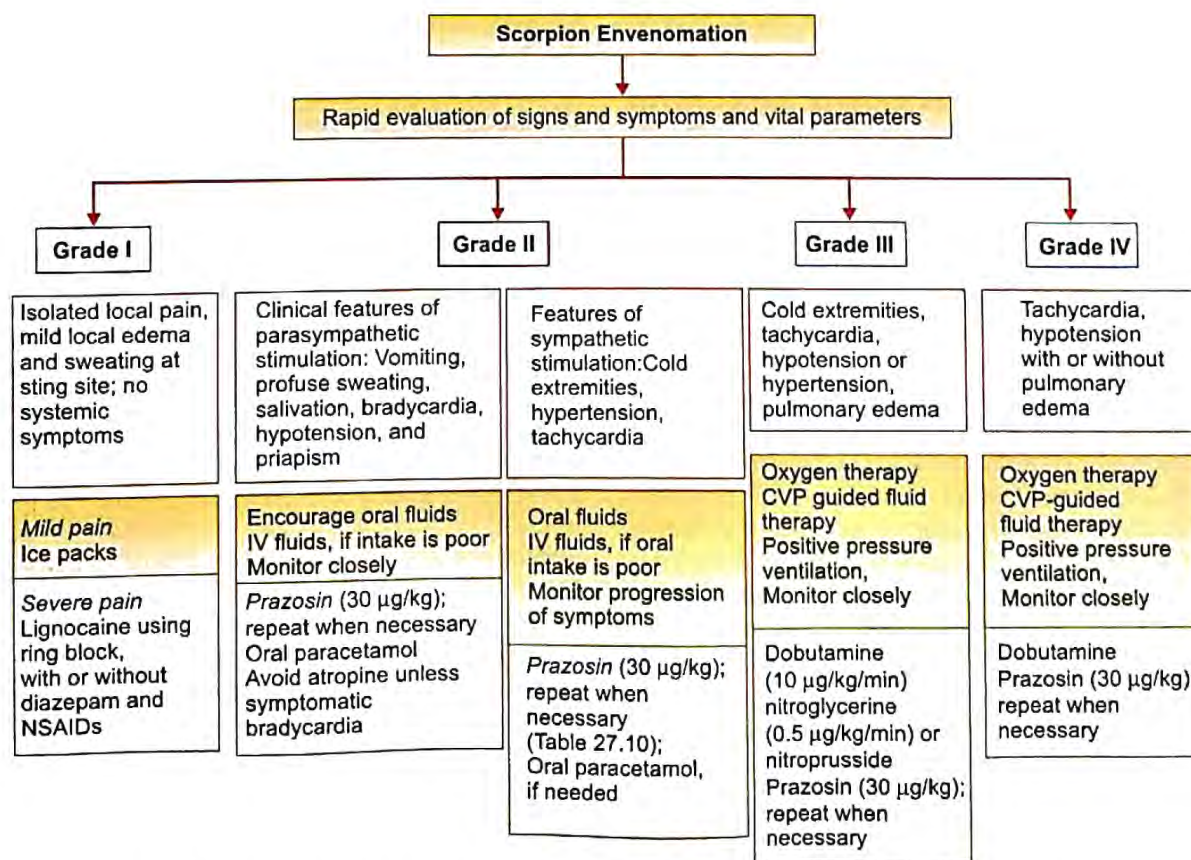 Scorpion Envenomation
Rapid evaluation of signs and symptoms and vital parameters
Grade I
Grade II
Grade III
Grade IV
Isolated local pain,
mild local edema
and sweating at
sting site; no
systemic
symptoms
Mild pain
Ice packs
Severe pain
Lignocaine using
ring block,
with or without
diazepam and
NSAIDs
Clinical features of
parasympathetic
stimulation: Vomiting,
profuse sweating,
salivation, bradycardia,
hypotension, and
priapism
Encourage oral fluids
IV fluids, if intake is poor
Monitor closely
Prazosin (30 μg/kg);
repeat when necessary
Oral paracetamol
Avoid atropine unless
symptomatic
bradycardia
Features of
sympathetic
stimulation:Cold
extremities,
hypertension,
tachycardia
Oral fluids
IV fluids, if oral
intake is poor
Monitor progression
of symptoms
Prazosin (30 μg/kg);
repeat when
necessary
(Table 27.10);
Oral paracetamol,
if needed
Cold extremities,
tachycardia,
hypotension or
hypertension,
pulmonary edema
Oxygen therapy
CVP guided fluid
therapy
Positive pressure
ventilation,
Monitor closely
Dobutamine
(10 μg/kg/min)
nitroglycerine
(0.5 μg/kg/min) or
nitroprusside
Prazosin (30 μg/kg);
repeat when
necessary
Tachycardia,
hypotension
with or without
pulmonary
edema
Oxygen therapy
CVP-guided
fluid therapy
Positive pressure
ventilation,
Monitor closely
Dobutamine
Prazosin (30 μg/kg)
repeat when
necessary